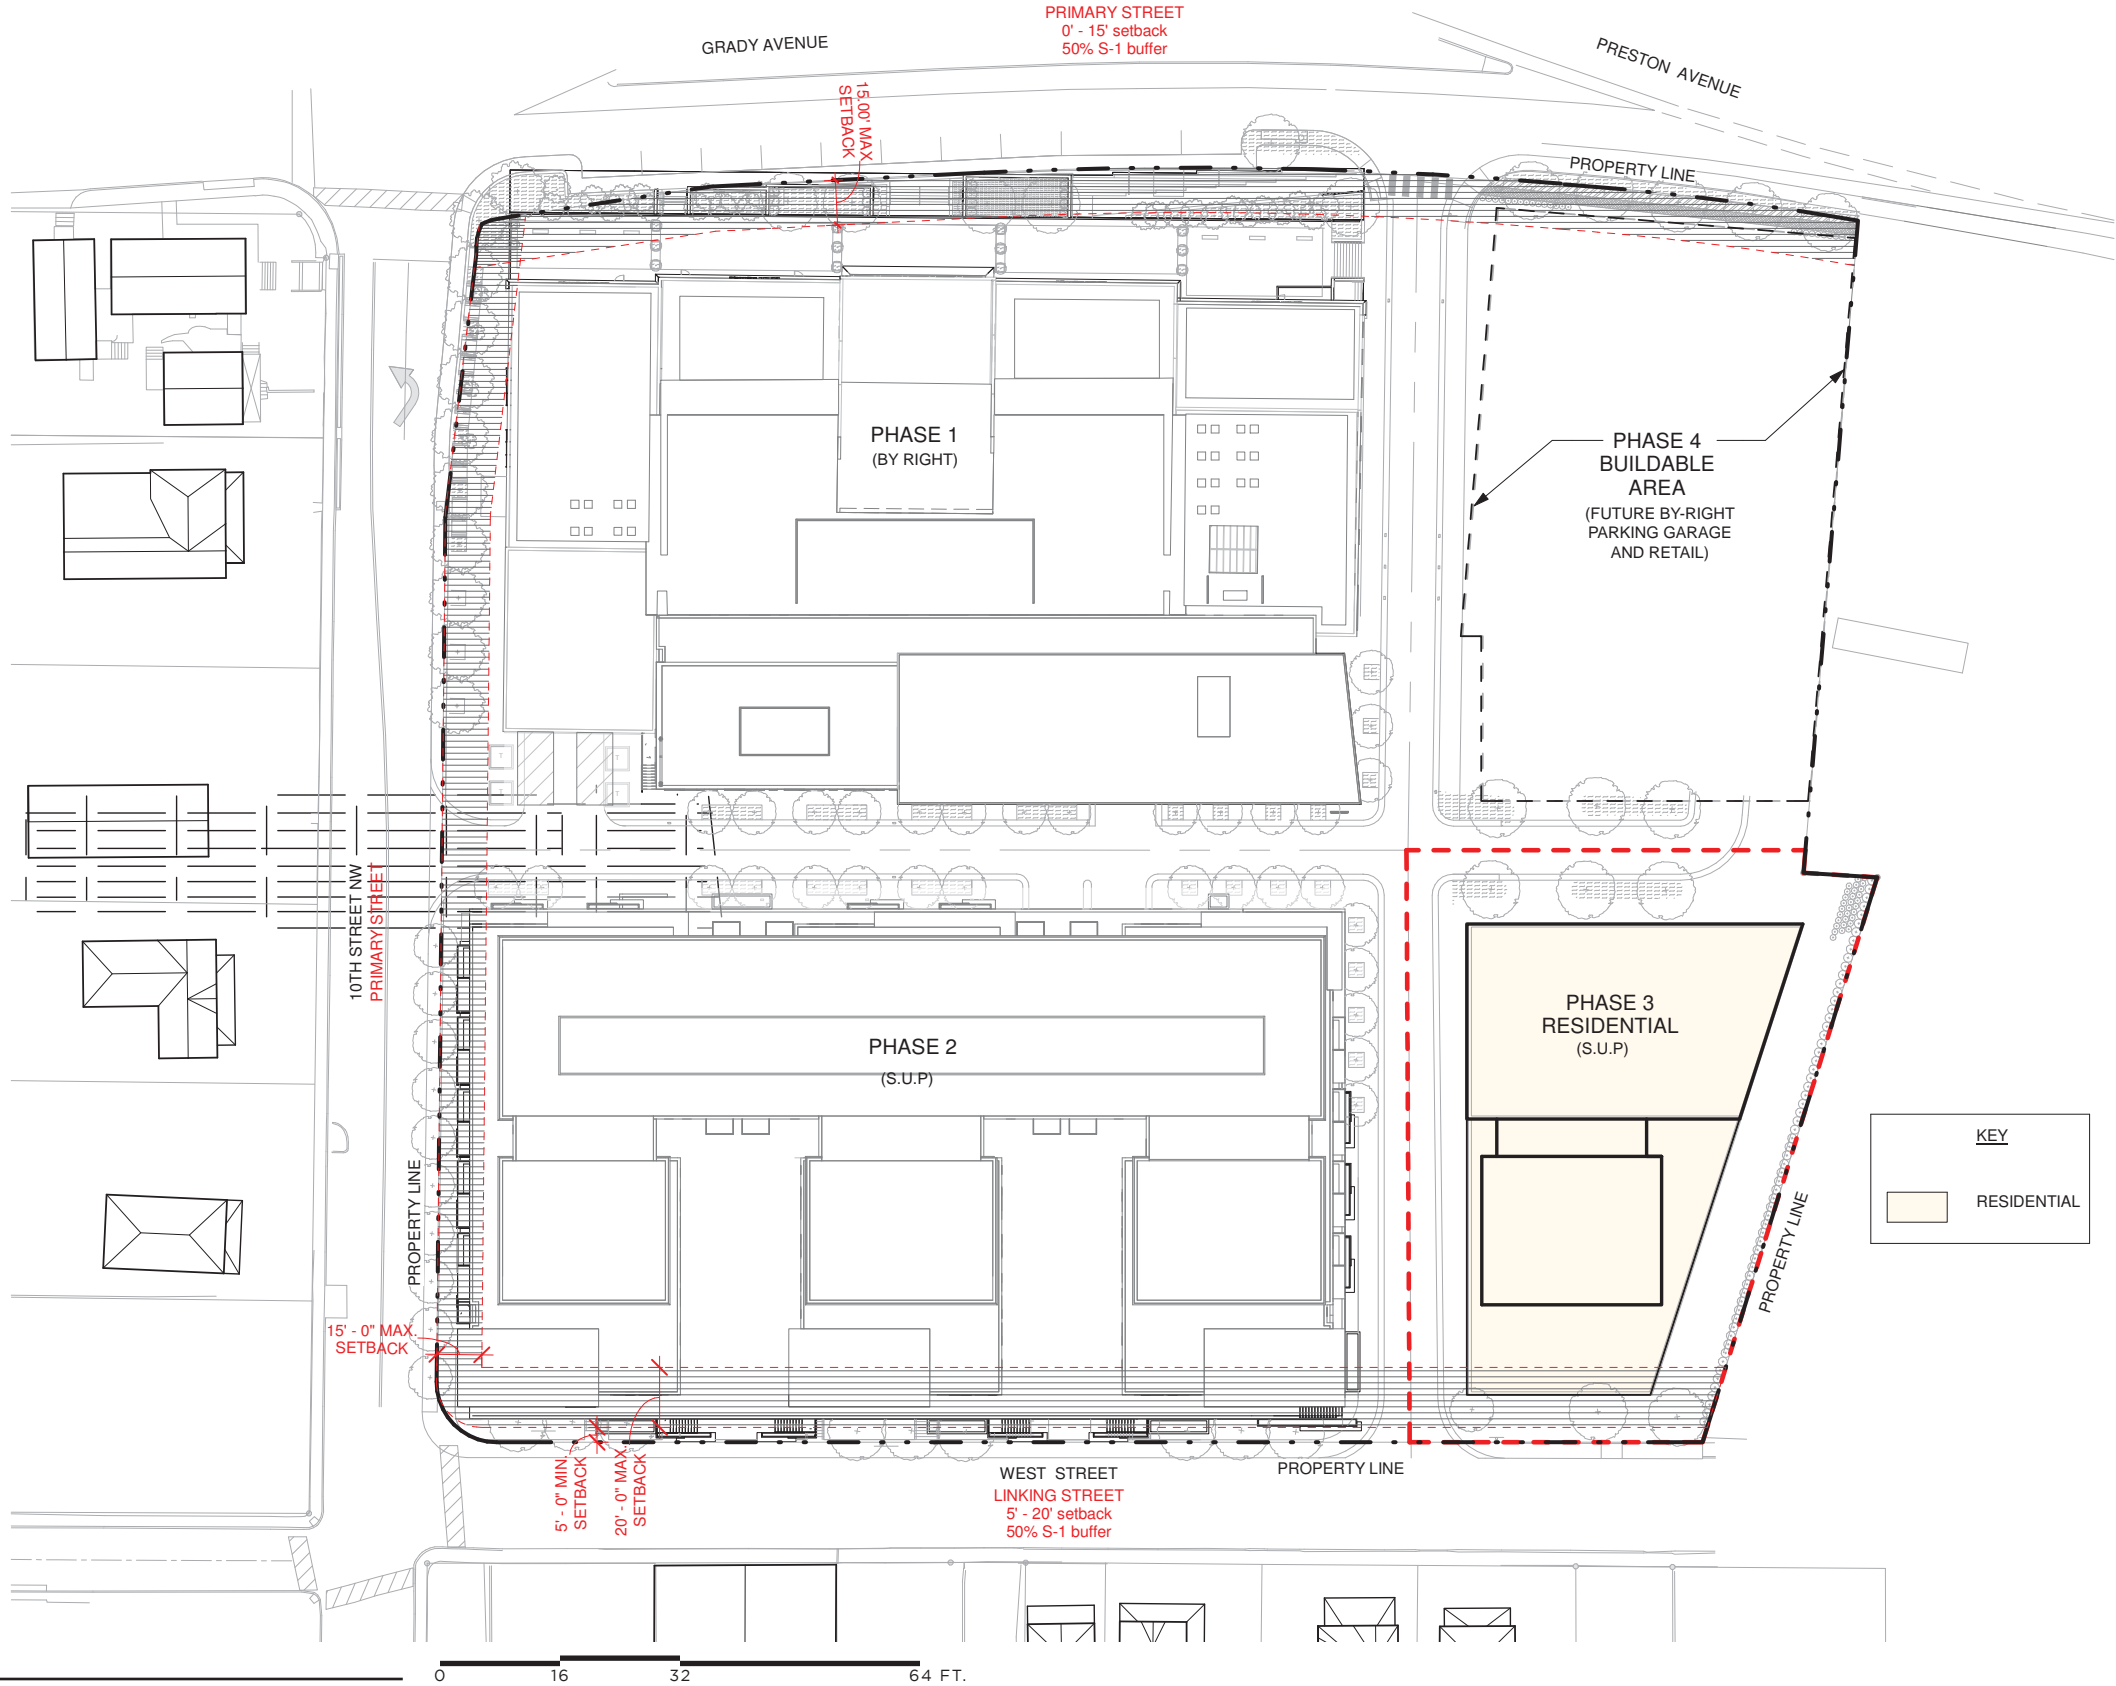 PRIMARY STREET
0' - 15' setback
50% S-1 buffer
GRADY AVENUE
PRESTON AVENUE
15.00' MAX
SETBACK
PROPERTY LINE
PHASE 1
(BY RIGHT)
PHASE 4
BUILDABLE
AREA
(FUTURE BY-RIGHT
PARKING GARAGE
AND RETAIL)
10TH STREET NW
PRIMARY STREET
PHASE 3
RESIDENTIAL
(S.U.P)
PHASE 2
(S.U.P)
KEY
RESIDENTIAL
PROPERTY LINE
PROPERTY LINE
15' - 0" MAX.
SETBACK
5' - 0" MIN.
SETBACK
20' - 0" MAX.
SETBACK
WEST STREET
PROPERTY LINE
LINKING STREET
5' - 20' setback
50% S-1 buffer
0 16 32 64 FT.